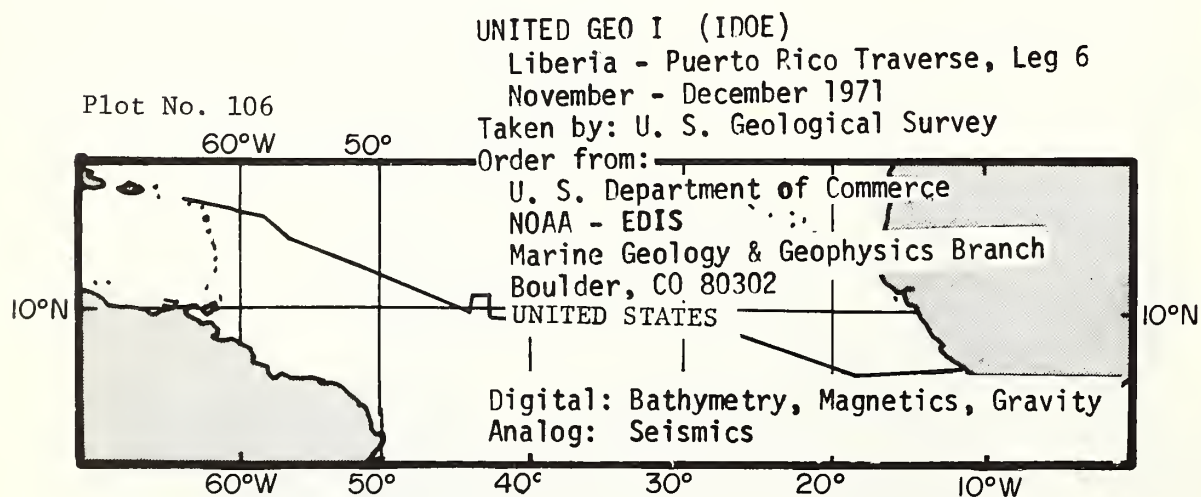 UNITED GEO I (IDOE)
Liberia - Puerto Rico Traverse, Leg 6
November - December 1971
Plot No. 106
Taken by: U. S. Geological Survey
60°W 50°
Order from:
U. S. Department of Commerce
NOAA - EDIS
Marine Geology & Geophysics Branch
Boulder, CO 80302
10°N 10°N
UNITED STATES
Digital: Bathymetry, Magnetics, Gravity
Analog: Seismics
60°W 50° 40° 30° 20° 10°W